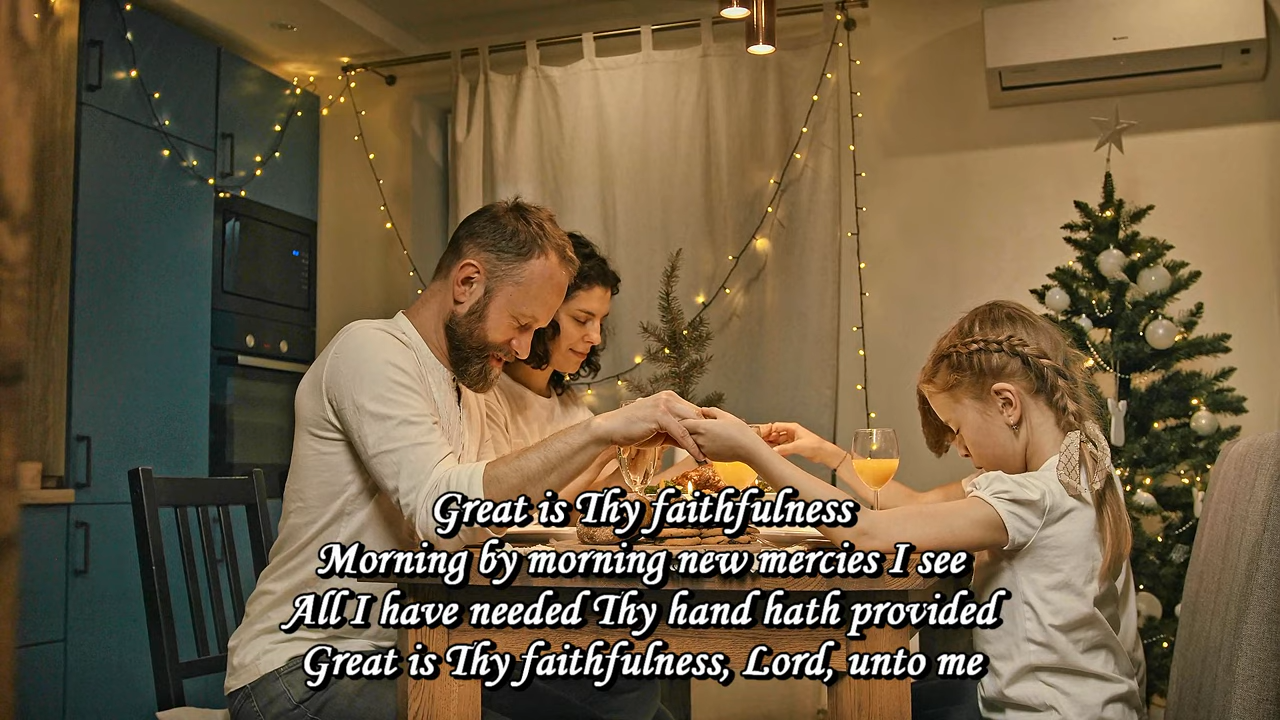 Great is Thy faithfulness
Morning by morning new mercies I see
All I have needed Thy hand hath provided
Great is Thy faithfulness, Lord, unto me